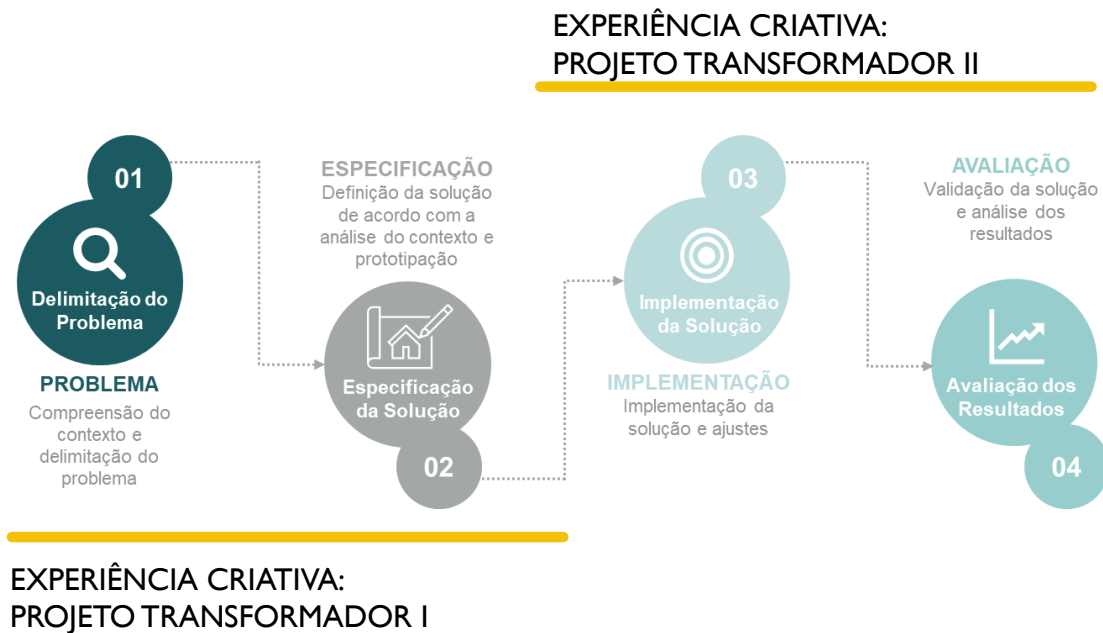 EXPERIÊNCIA CRIATIVA:
PROJETO TRANSFORMADOR II
01
Delimitação do
Problema
PROBLEMA
Compreensão do
contexto e
delimitação do
problema
ESPECIFICAÇÃO
Definição da solução
de acordo com a
análise do contexto e
prototipação
Especificação
da Solução
02
03
Implementação
da Solução
IMPLEMENTAÇÃO
Implementação da
solução e ajustes
AVALIAÇÃO
Validação da solução
e análise dos
resultados
Avaliação dos
Resultados
04
EXPERIÊNCIA CRIATIVA:
PROJETO TRANSFORMADOR I